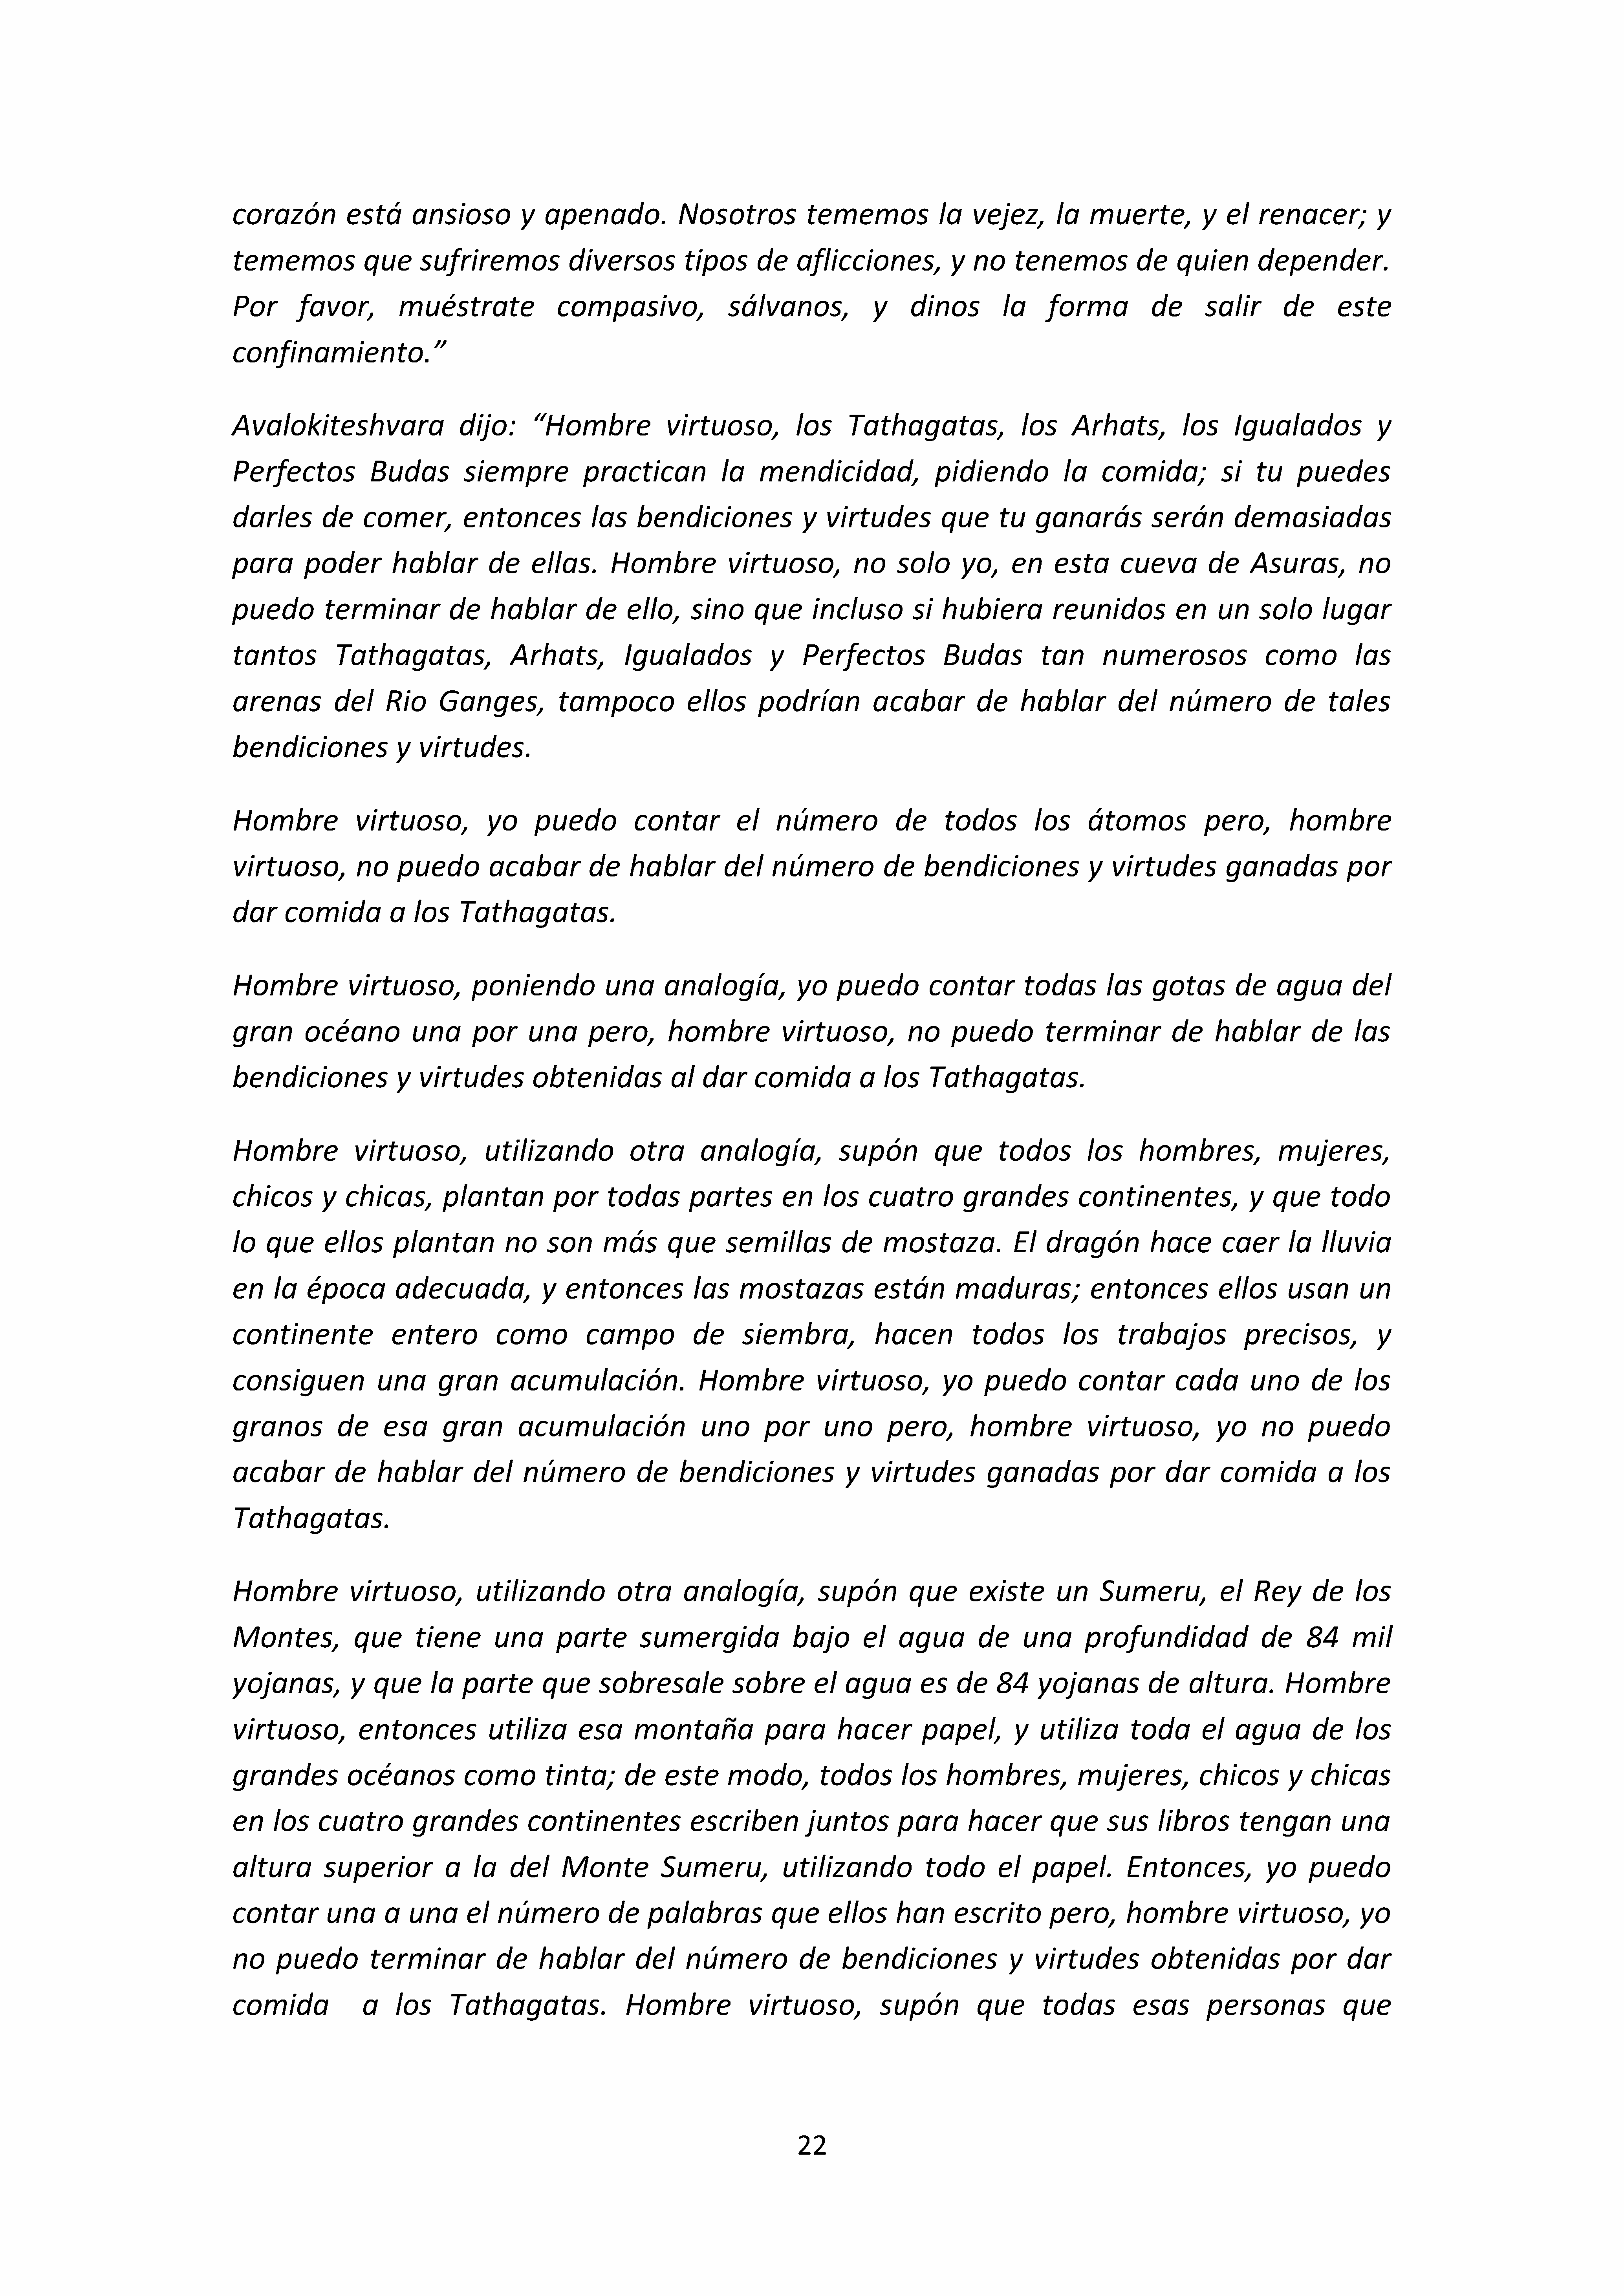 corazón está ansioso y apenado. Nosotros tememos la vejez, la muerte, y el renacer; y
tememos que sufriremos diversos tipos de aflicciones, y no tenemos de quien depender.
Por favor, muéstrate compasivo, sálvanos, y dinos la forma de salir de este
confinamiento.”
Avalokiteshvara dijo: “Hombre virtuoso, los Tathagatas, los Arhats, los Igualados y
Perfectos Budas siempre practican la mendicidad, pidiendo la comida; si tu puedes
darles de comer, entonces las bendiciones y virtudes que tu ganarás serán demasiadas
para poder hablar de ellas. Hombre virtuoso, no solo yo, en esta cueva de Asuras, no
puedo terminar de hablar de ello, sino que incluso si hubiera reunidos en un solo lugar
tantos Tathagatas, Arhats, Igualados y Perfectos Budas tan numerosos como las
arenas del Rio Ganges, tampoco ellos podrían acabar de hablar del número de tales
bendiciones y virtudes.
Hombre virtuoso, yo puedo contar el número de todos los átomos pero, hombre
virtuoso, no puedo acabar de hablar del número de bendiciones y virtudes ganadas por
dar comida a los Tathagatas.
Hombre virtuoso, poniendo una analogía, yo puedo contar todas las gotas de agua del
gran océano una por una pero, hombre virtuoso, no puedo terminar de hablar de las
bendiciones y virtudes obtenidas al dar comida a los Tathagatas.
Hombre virtuoso, utilizando otra analogía, supón que todos los hombres, mujeres,
chicos y chicas, plantan por todas partes en los cuatro grandes continentes, y que todo
lo que ellos plantan no son más que semillas de mostaza. El dragón hace caer la lluvia
en la época adecuada, y entonces las mostazas están maduras; entonces ellos usan un
continente entero como campo de siembra, hacen todos los trabajos precisos, y
consiguen una gran acumulación. Hombre virtuoso, yo puedo contar cada uno de los
granos de esa gran acumulación uno por uno pero, hombre virtuoso, yo no puedo
acabar de hablar del número de bendiciones y virtudes ganadas por dar comida a los
Tathagatas.
Hombre virtuoso, utilizando otra analogía, supón que existe un Sumeru, el Rey de los
Montes, que tiene una parte sumergida bajo el agua de una profundidad de 84 mil
yojanas, y que la parte que sobresale sobre el agua es de 84 yojanas de altura. Hombre
virtuoso, entonces utiliza esa montaña para hacer papel, y utiliza toda el agua de los
grandes océanos como tinta; de este modo, todos los hombres, mujeres, chicos y chicas
en los cuatro grandes continentes escriben juntos para hacer que sus libros tengan una
altura superior a la del Monte Sumeru, utilizando todo el papel. Entonces, yo puedo
contar una a una el número de palabras que ellos han escrito pero, hombre virtuoso, yo
no puedo terminar de hablar del número de bendiciones y virtudes obtenidas por dar
comida  a los Tathagatas. Hombre virtuoso, supón que todas esas personas que
22